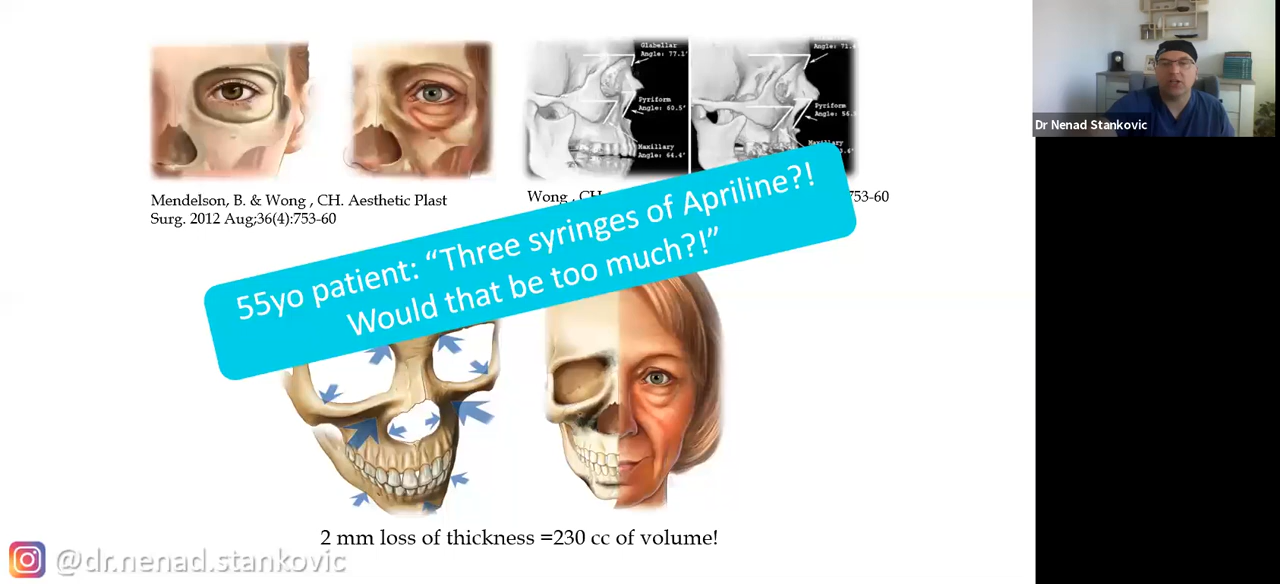 Glabellar
Angle: 77.1°
Pyriform
Angle: 60.5°
Maxillary
Angle: 64.4°
Pyriform
Mendelson, B. & Wong , CH. Aesthetic Plast
Surg. 2012 Aug;36(4):753-60
Wong , CH
753-60
55yo patient: “Three syringes of Apriline?!
Would that be too much?!”
2 mm loss of thickness =230 cc of volume!
@dr.nenad.stankovic
Dr Nenad Stankovic